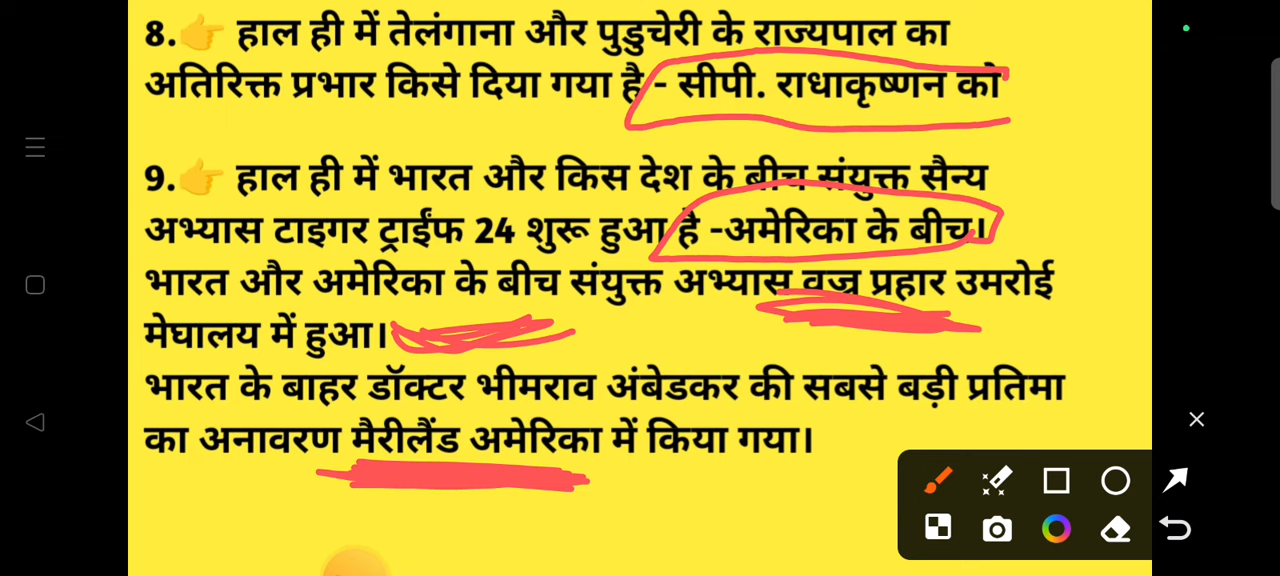 8.👉 हाल ही में तेलंगाना और पुडुचेरी के राज्यपाल का
अतिरिक्त प्रभार किसे दिया गया है - सीपी. राधाकृष्णन को
9.👉 हाल ही में भारत और किस देश के बीच संयुक्त सैन्य
अभ्यास टाइगर ट्राईंफ 24 शुरू हुआ है -अमेरिका के बीच।
भारत और अमेरिका के बीच संयुक्त अभ्यास वज्र प्रहार उमरोई
मेघालय में हुआ।
भारत के बाहर डॉक्टर भीमराव अंबेडकर की सबसे बड़ी प्रतिमा
का अनावरण मैरीलैंड अमेरिका में किया गया।